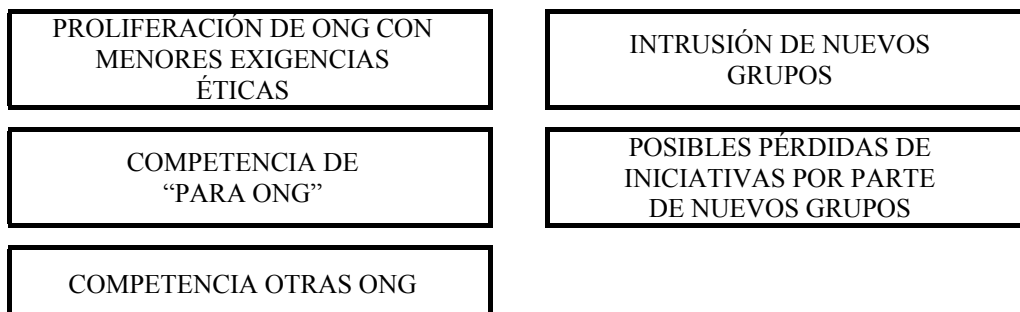 PROLIFERACIÓN DE ONG CON
MENORES EXIGENCIAS
ÉTICAS
INTRUSIÓN DE NUEVOS
GRUPOS
COMPETENCIA DE
“PARA ONG”
POSIBLES PÉRDIDAS DE
INICIATIVAS POR PARTE
DE NUEVOS GRUPOS
COMPETENCIA OTRAS ONG